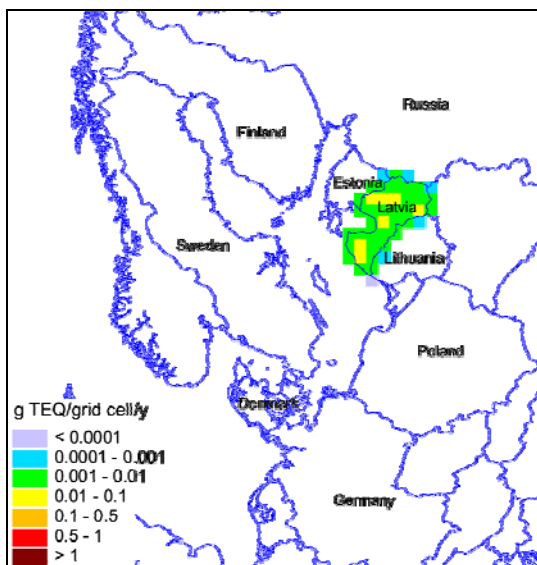 Russia
Finland
Estonia
Latvia
Sweden
Lithuania
Poland
g TEQ/grid cell/y
Denmark
< 0.0001
0.0001 - 0.001
0.001 - 0.01
0.01 - 0.1
Germany
0.1 - 0.5
0.5 - 1
> 1